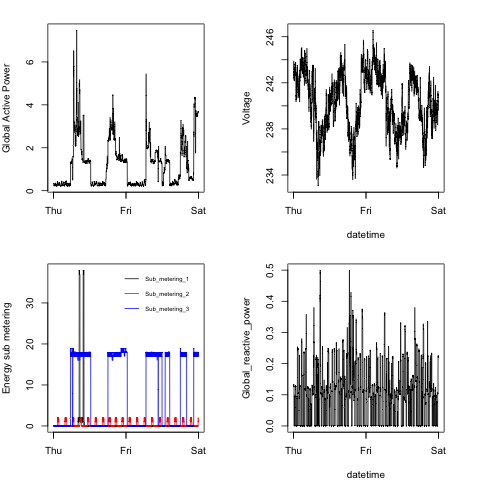 Global Active Power
0
2
4
6
Thu
Fri
Sat
Voltage
234
238
242
246
Thu
Fri
Sat
datetime
Energy sub metering
0
10
20
30
Sub_metering_1
Sub_metering_2
Sub_metering_3
Thu
Fri
Sat
Global_reactive_power
0.0
0.1
0.2
0.3
0.4
0.5
Thu
Fri
Sat
datetime